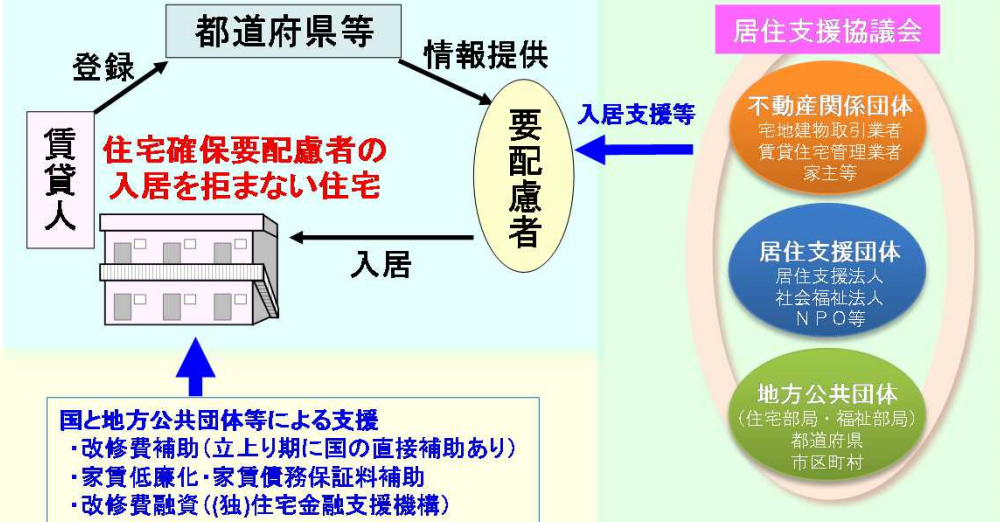 都道府県等
登録
情報提供
賃貸人
住宅確保要配慮者の
入居を拒まない住宅
要配慮者
入居
入居支援等
居住支援協議会
不動産関係団体
宅地建物取引業者
賃貸住宅管理業者
家主等
居住支援団体
居住支援法人
社会福祉法人
ＮＰＯ等
地方公共団体
(住宅部局・福祉部局)
都道府県
市区町村
国と地方公共団体等による支援
・改修費補助(立上り期に国の直接補助あり)
・家賃低廉化・家賃債務保証料補助
・改修費融資((独)住宅金融支援機構)